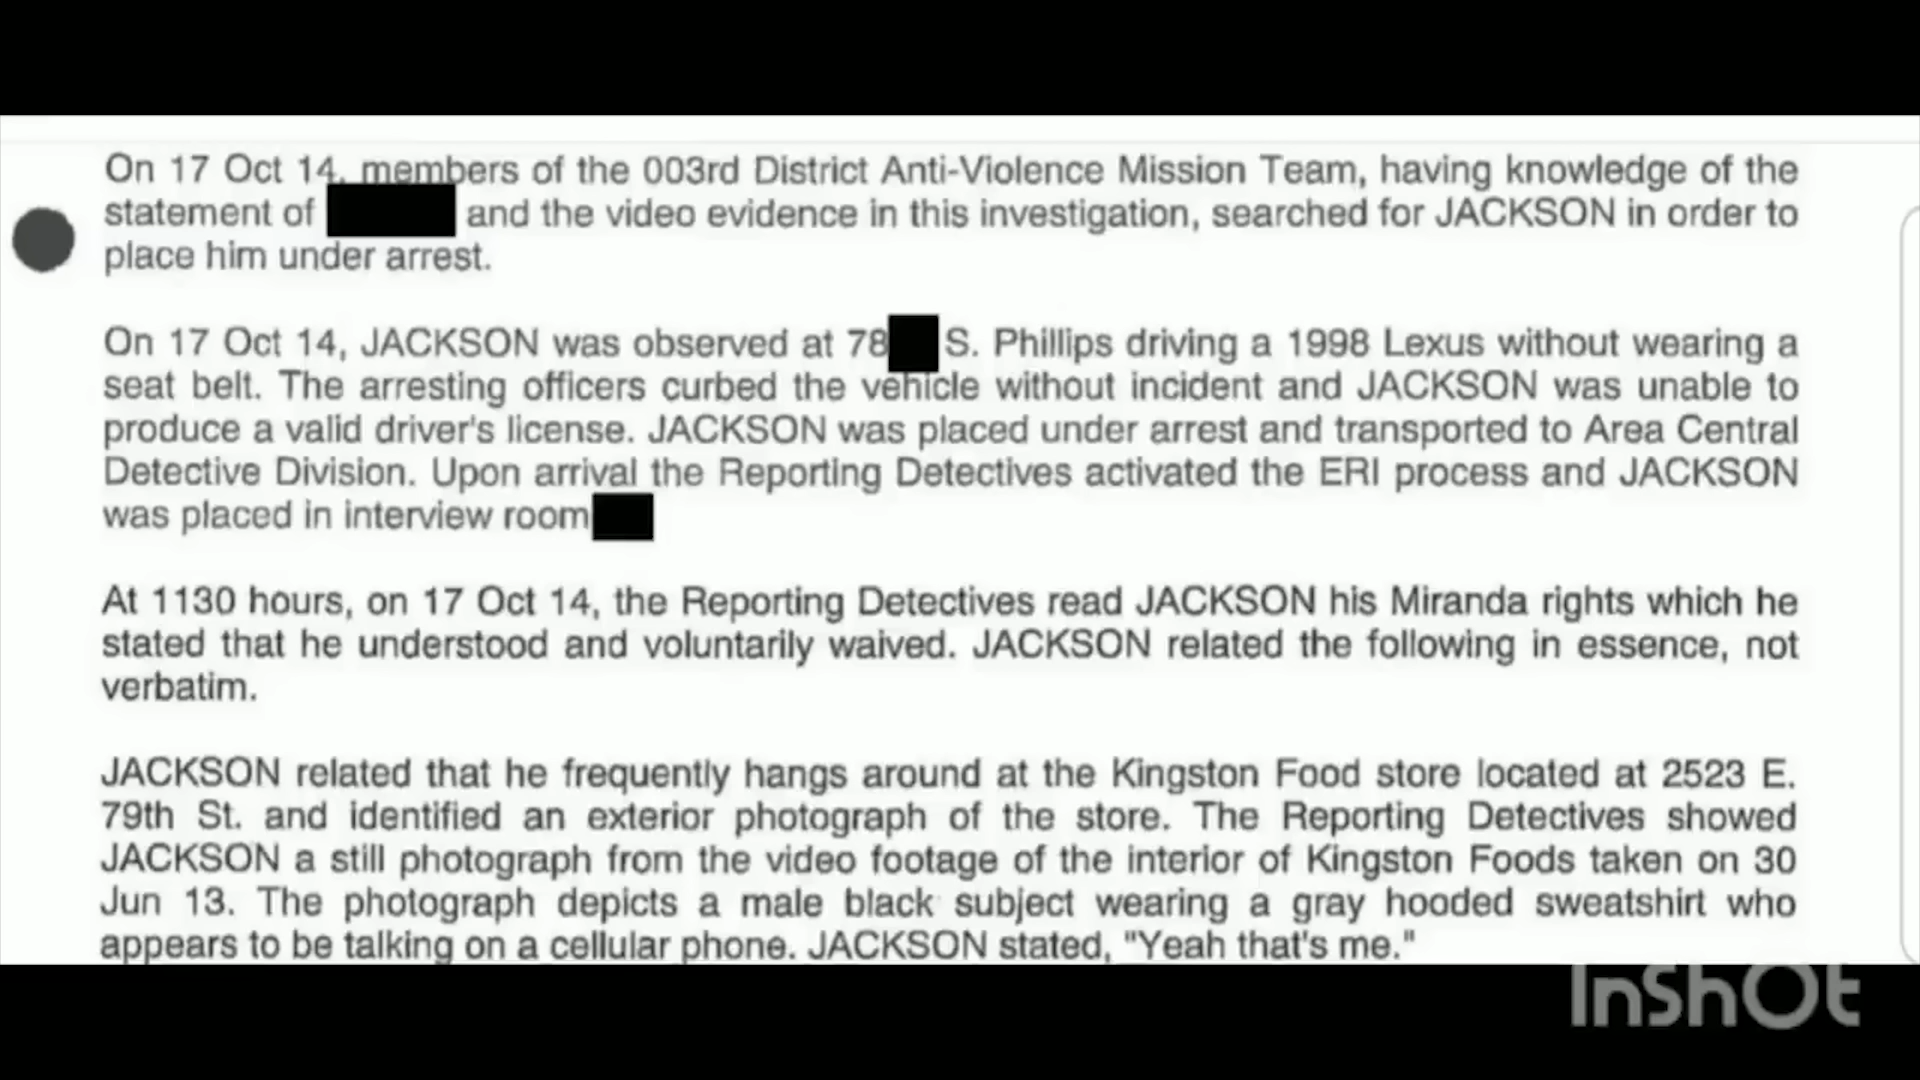 On 17 Oct 14, members of the 003rd District Anti-Violence Mission Team, having knowledge of the
statement of and the video evidence in this investigation, searched for JACKSON in order to
place him under arrest.
On 17 Oct 14, JACKSON was observed at 78 S. Phillips driving a 1998 Lexus without wearing a
seat belt. The arresting officers curbed the vehicle without incident and JACKSON was unable to
produce a valid driver's license. JACKSON was placed under arrest and transported to Area Central
Detective Division. Upon arrival the Reporting Detectives activated the ERI process and JACKSON
was placed in interview room
At 1130 hours, on 17 Oct 14, the Reporting Detectives read JACKSON his Miranda rights which he
stated that he understood and voluntarily waived. JACKSON related the following in essence, not
verbatim.
JACKSON related that he frequently hangs around at the Kingston Food store located at 2523 E.
79th St. and identified an exterior photograph of the store. The Reporting Detectives showed
JACKSON a still photograph from the video footage of the interior of Kingston Foods taken on 30
Jun 13. The photograph depicts a male black subject wearing a gray hooded sweatshirt who
appears to be talking on a cellular phone. JACKSON stated, "Yeah that's me."
InShOt